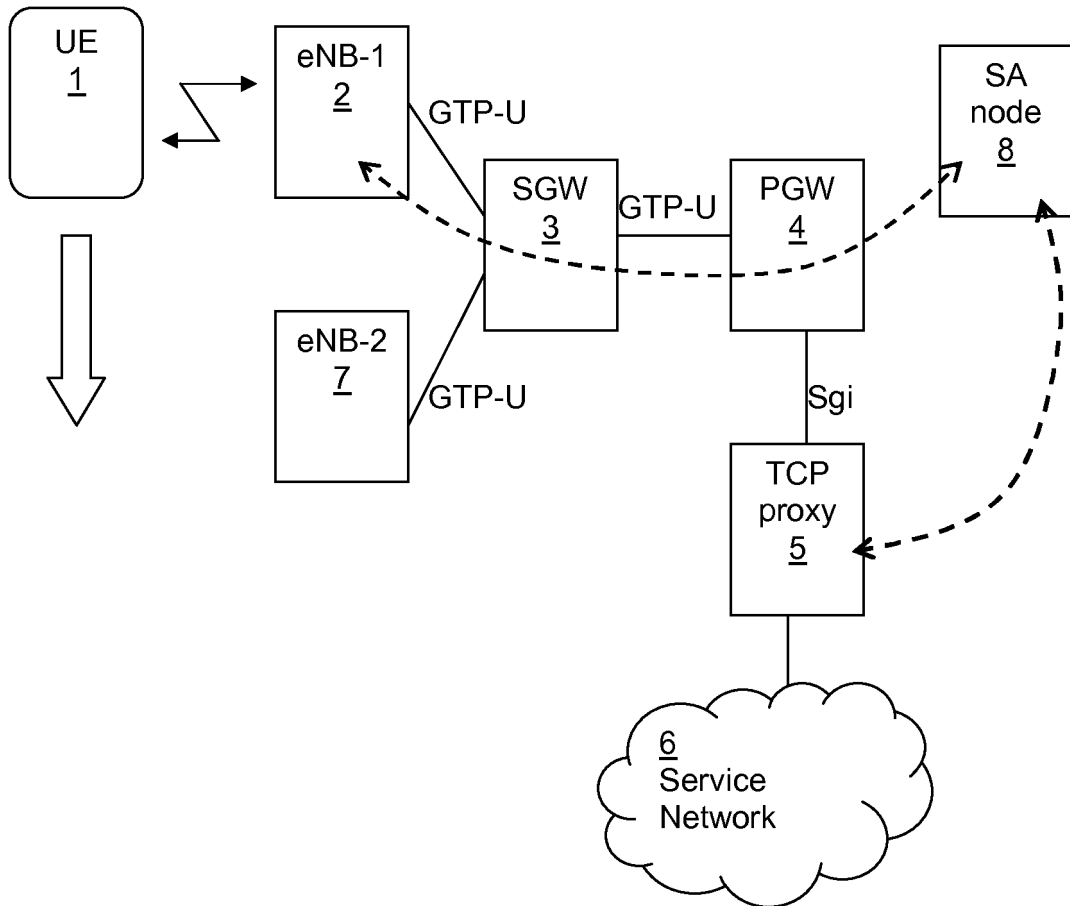 UE
1
eNB-1
2
GTP-U
SGW
3
GTP-U
PGW
4
SA
node
8
eNB-2
7
GTP-U
Sgi
TCP
proxy
5
6
Service
Network